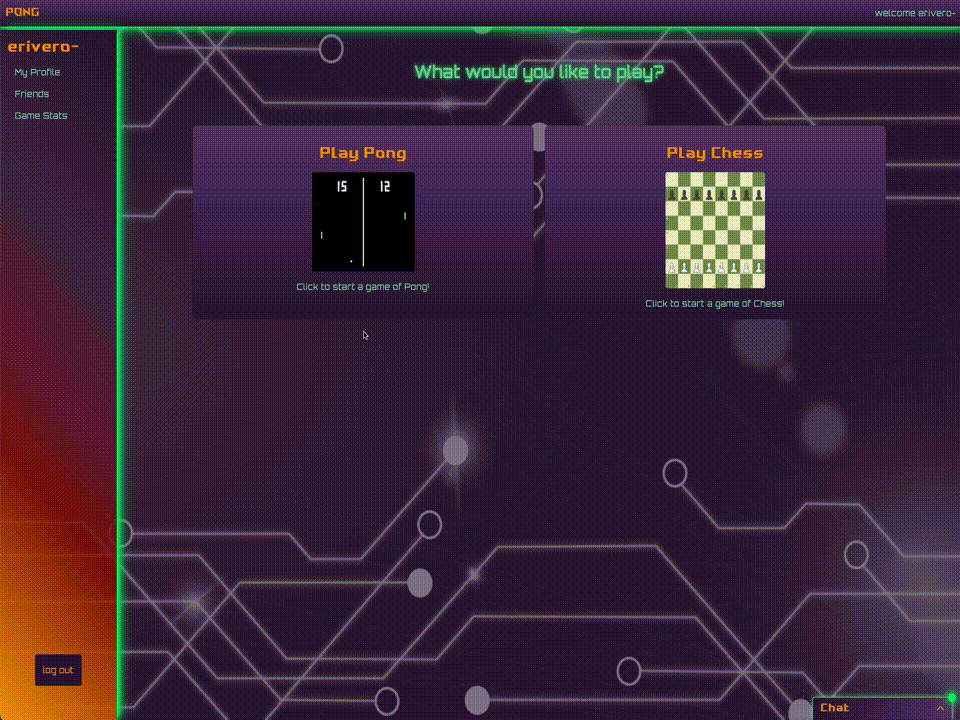 PONG
welcome erivero-
erivero-
My Profile
Friends
Game Stats
What would you like to play?
Play Pong
15 12
Click to start a game of Pong!
Play Chess
Click to start a game of Chess!
log out
Chat